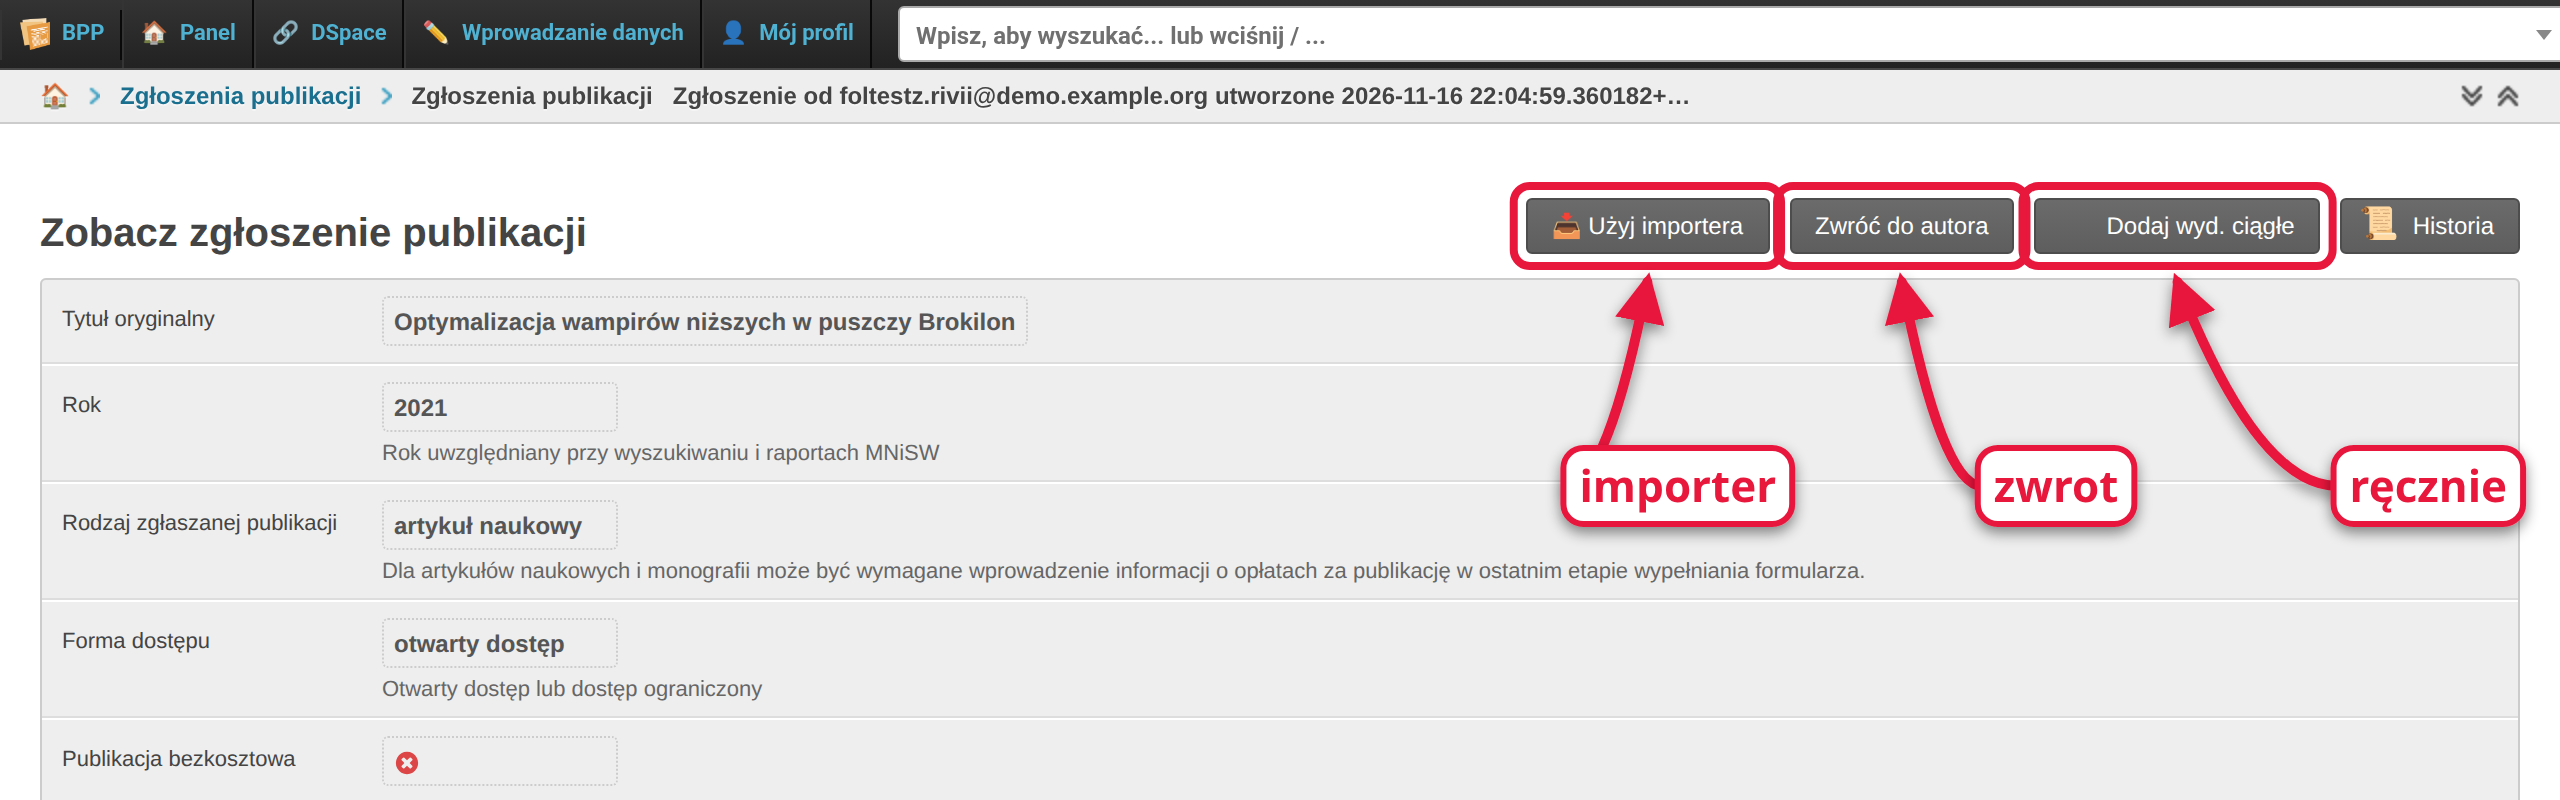 BPP Panel DSpace Wprowadzanie danych Mój profil Wpisz, aby wyszukać... lub wciśnij / ...
Zgłoszenia publikacji Zgłoszenia publikacji Zgłoszenie od foltestz.rivii@demo.example.org utworzone 2026-11-16 22:04:59.360182+...
Zobacz zgłoszenie publikacji
Użyj importera Zwróć do autora Dodaj wyd. ciągłe Historia
Tytuł oryginalny Optymalizacja wampirów niższych w puszczy Brokilon
Rok 2021
Rok uwzględniany przy wyszukiwaniu i raportach MNiSW
importer zwrot ręcznie
Rodzaj zgłaszanej publikacji artykuł naukowy
Dla artykułów naukowych i monografii może być wymagane wprowadzenie informacji o opłatach za publikację w ostatnim etapie wypełniania formularza.
Forma dostępu otwarty dostęp
Otwarty dostęp lub dostęp ograniczony
Publikacja bezkosztowa